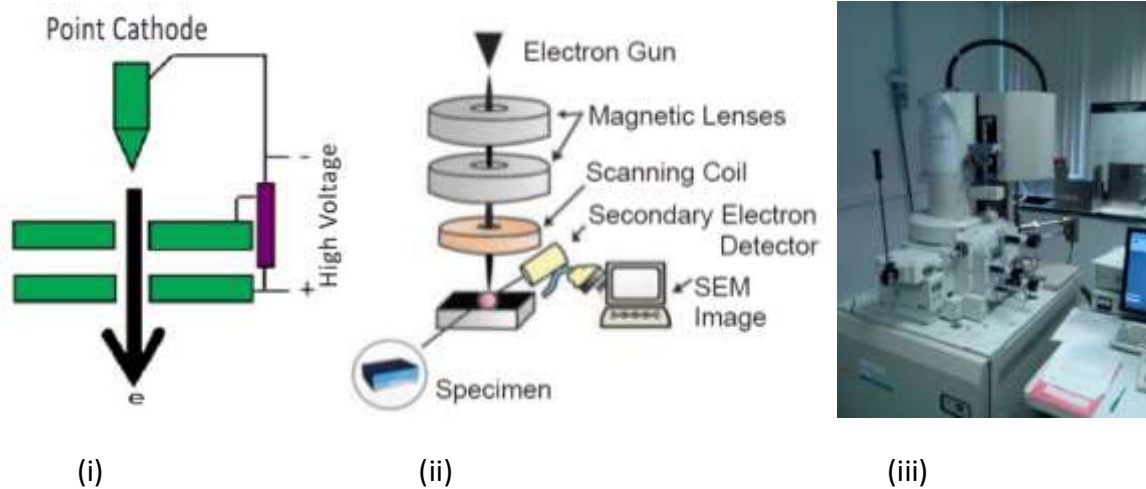 Point Cathode
-
High Voltage
+
e
Electron Gun
Magnetic Lenses
Scanning Coil
Secondary Electron
Detector
SEM
Image
Specimen
(i)
(ii)
(iii)